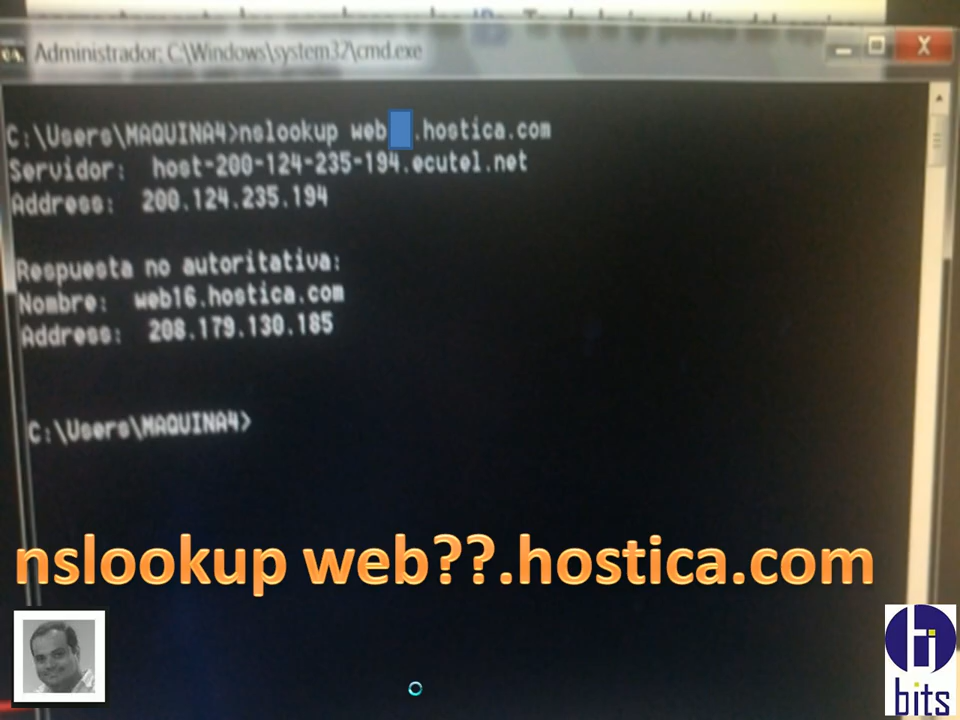 Administrador: C:\Windows\system32\cmd.exe
C:\Users\MAQUINA4>nslookup web .hostica.com
Servidor: host-200-124-235-194.ecutel.net
Address: 200.124.235.194
Respuesta no autoritativa:
Nombre: web16.hostica.com
Address: 208.179.130.185
C:\Users\MAQUINA4>
nslookup web??.hostica.com
bits